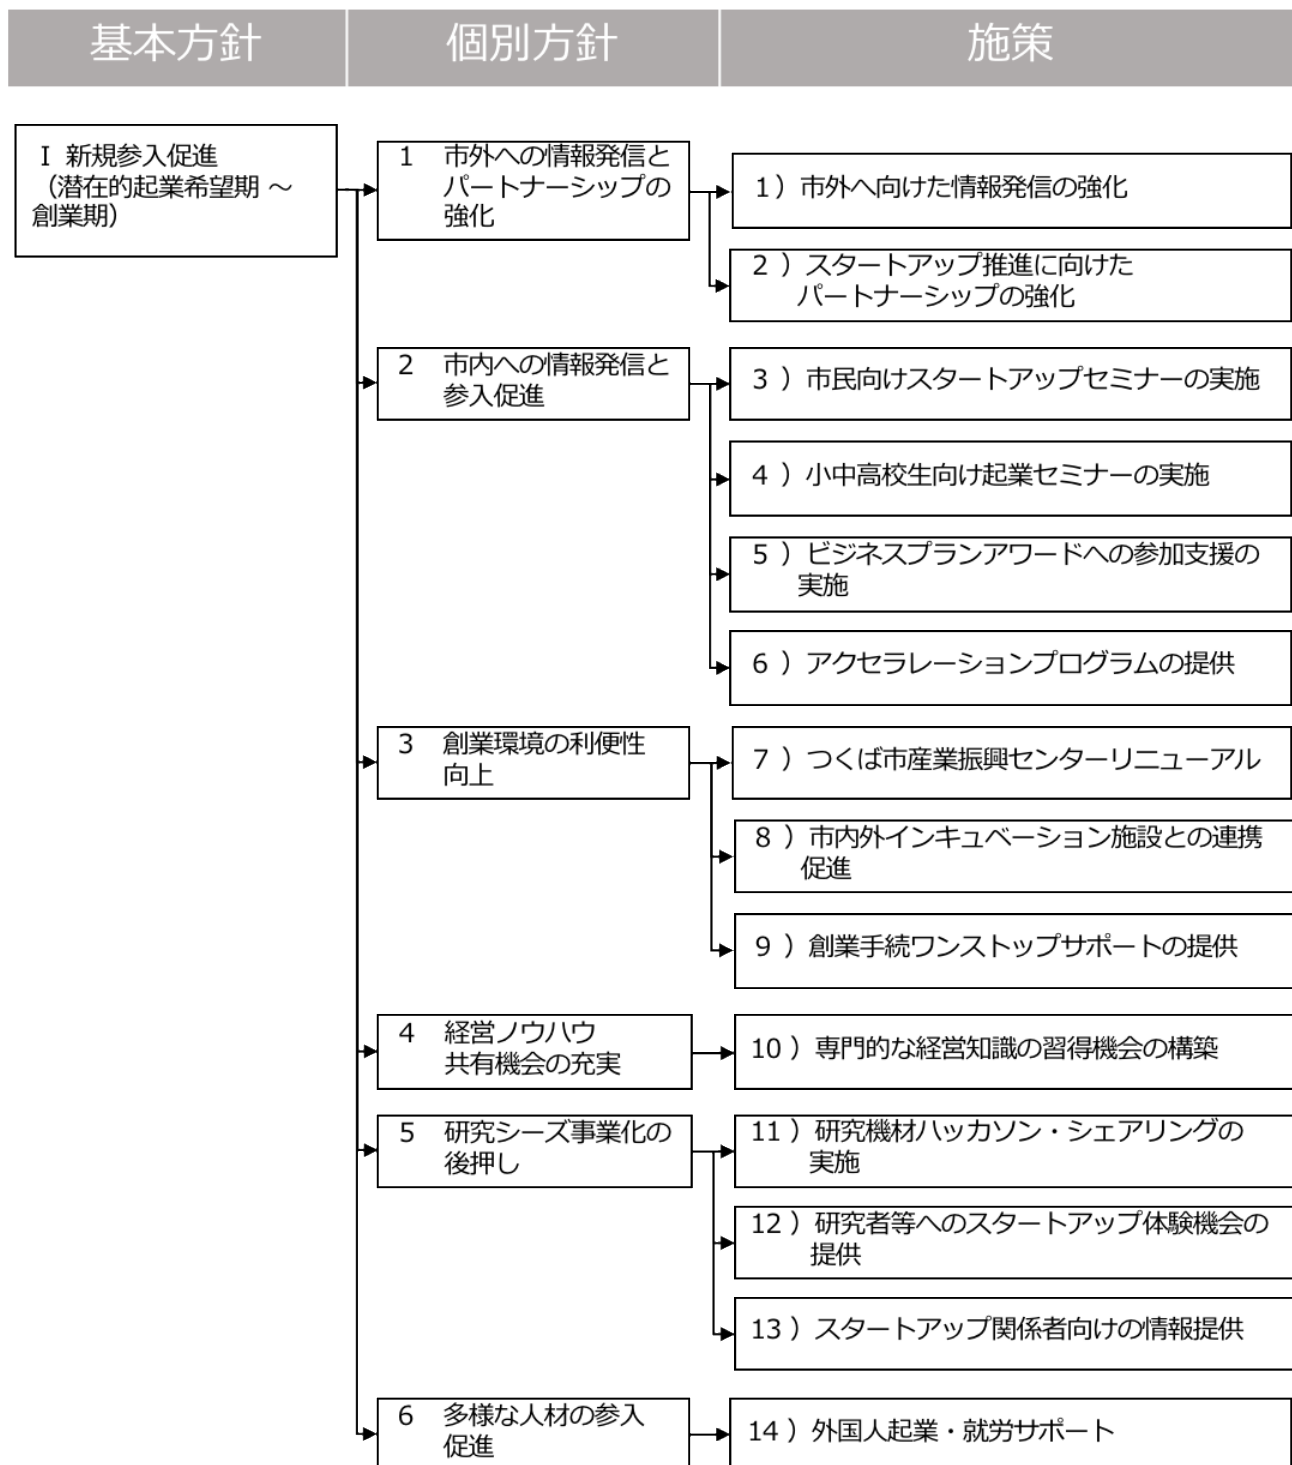 基本方針
個別方針
施策
Ⅰ 新規参入促進
（潜在的起業希望期 ～
創業期）
1 市外への情報発信と
パートナーシップの
強化
1）市外へ向けた情報発信の強化
2 ）スタートアップ推進に向けた
パートナーシップの強化
2 市内への情報発信と
参入促進
3 ）市民向けスタートアップセミナーの実施
4 ）小中高校生向け起業セミナーの実施
5 ）ビジネスプランアワードへの参加支援の
実施
6 ）アクセラレーションプログラムの提供
3 創業環境の利便性
向上
7 ）つくば市産業振興センターリニューアル
8 ）市内外インキュベーション施設との連携
促進
9 ）創業手続ワンストップサポートの提供
4 経営ノウハウ
共有機会の充実
10 ）専門的な経営知識の習得機会の構築
5 研究シーズ事業化の
後押し
11 ）研究機材ハッカソン・シェアリングの
実施
12 ）研究者等へのスタートアップ体験機会の
提供
13 ）スタートアップ関係者向けの情報提供
6 多様な人材の参入
促進
14 ）外国人起業・就労サポート